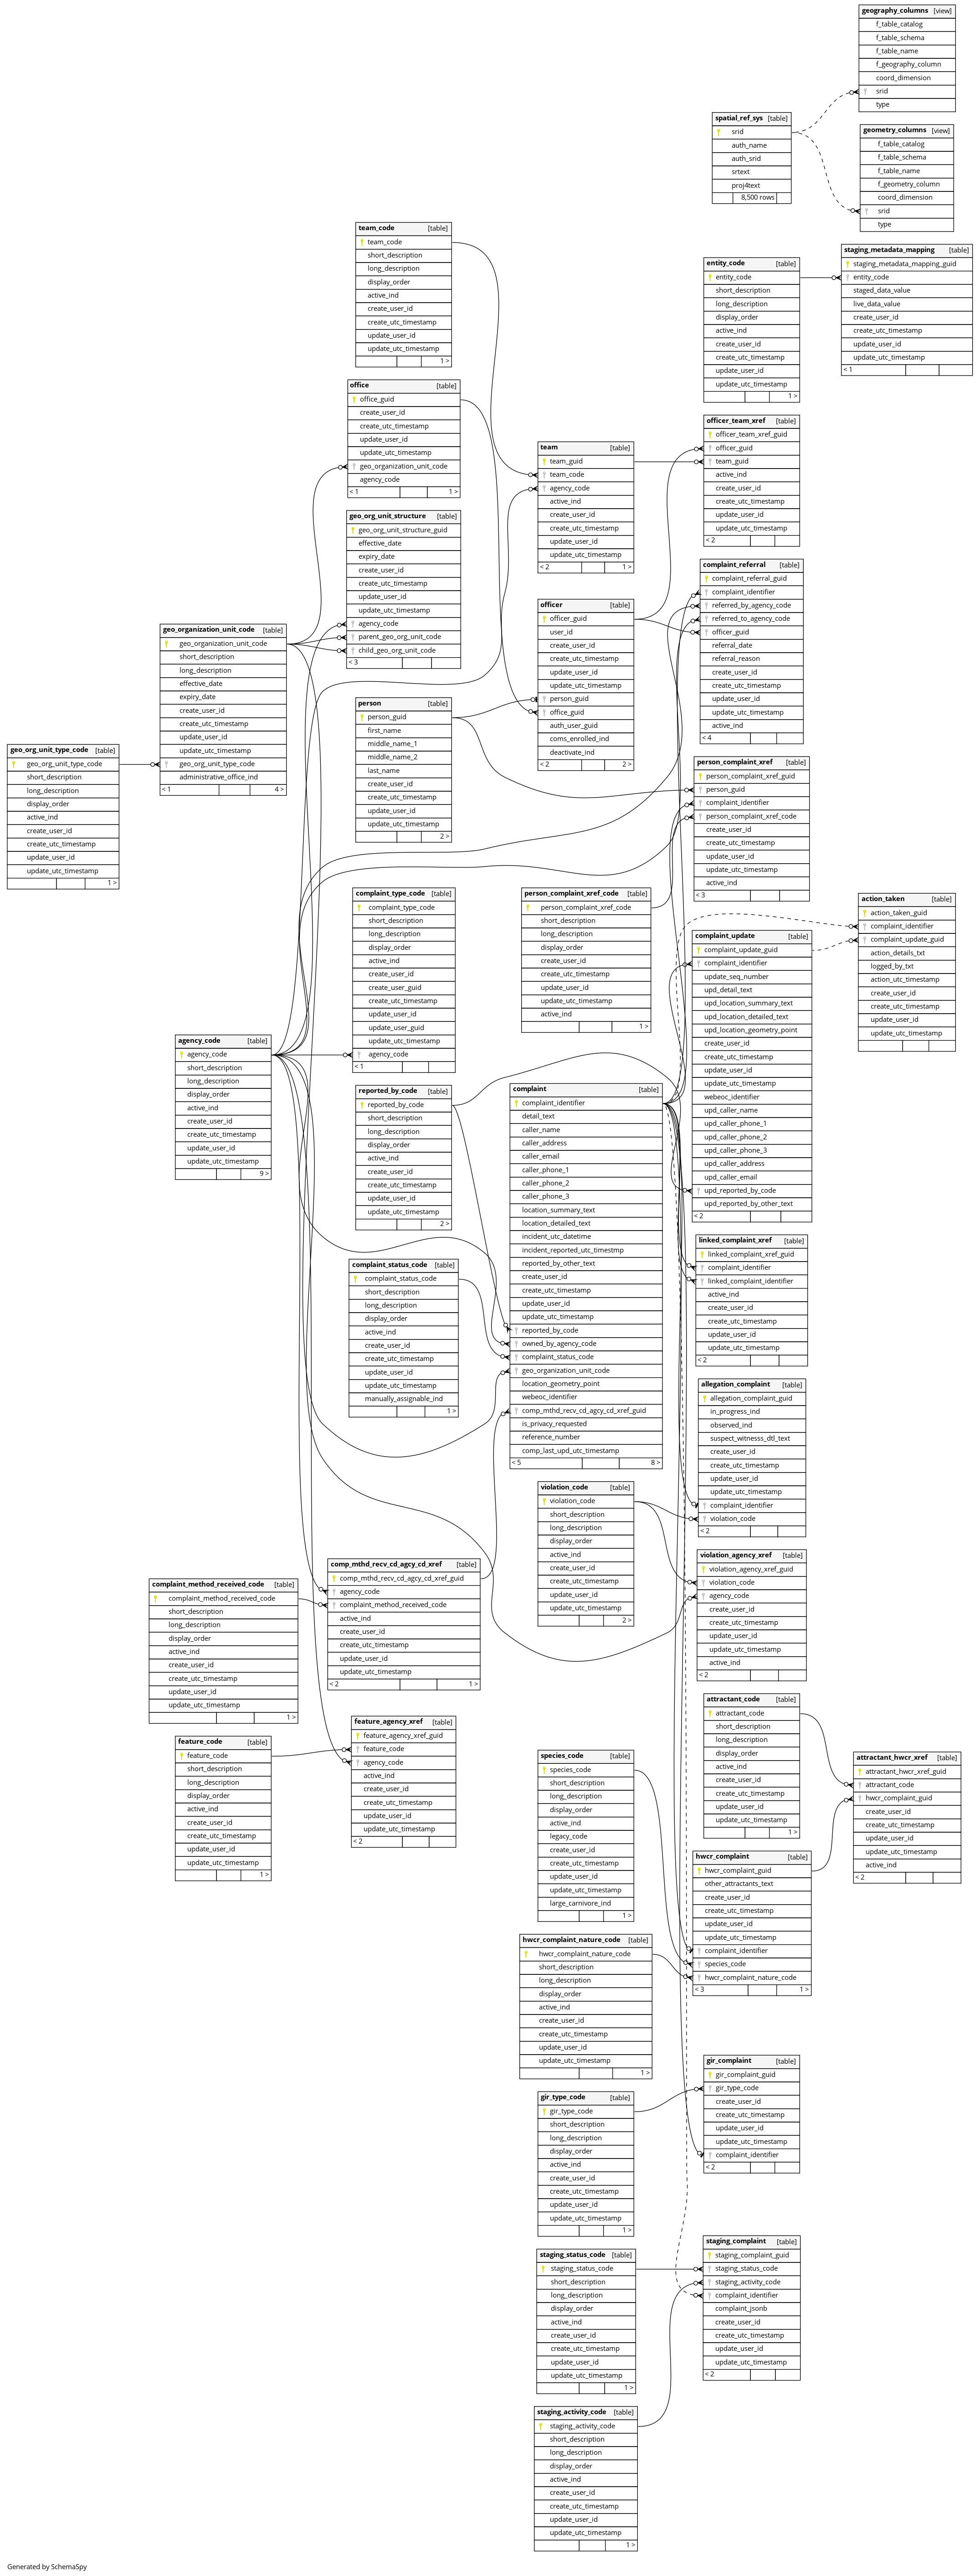 geography_columns [view]
f_table_catalog
f_table_schema
f_table_name
f_geography_column
coord_dimension
srid
type
spatial_ref_sys [table]
srid
auth_name
auth_srid
srtext
proj4text
8,500 rows
geometry_columns [view]
f_table_catalog
f_table_schema
f_table_name
f_geometry_column
coord_dimension
srid
type
team_code [table]
team_code
short_description
long_description
display_order
active_ind
create_user_id
create_utc_timestamp
update_user_id
update_utc_timestamp
1 >
entity_code [table]
entity_code
short_description
long_description
display_order
active_ind
create_user_id
create_utc_timestamp
update_user_id
update_utc_timestamp
1 >
staging_metadata_mapping [table]
staging_metadata_mapping_guid
entity_code
staged_data_value
live_data_value
create_user_id
create_utc_timestamp
update_user_id
update_utc_timestamp
< 1
office [table]
office_guid
create_user_id
create_utc_timestamp
update_user_id
update_utc_timestamp
geo_organization_unit_code
agency_code
< 1 1 >
team [table]
team_guid
team_code
agency_code
active_ind
create_user_id
create_utc_timestamp
update_user_id
update_utc_timestamp
< 2 1 >
officer_team_xref [table]
officer_team_xref_guid
officer_guid
team_guid
active_ind
create_user_id
create_utc_timestamp
update_user_id
update_utc_timestamp
< 2
geo_org_unit_structure [table]
geo_org_unit_structure_guid
effective_date
expiry_date
create_user_id
create_utc_timestamp
update_user_id
update_utc_timestamp
agency_code
parent_geo_org_unit_code
child_geo_org_unit_code
< 3
complaint_referral [table]
complaint_referral_guid
complaint_identifier
referred_by_agency_code
referred_to_agency_code
officer_guid
referral_date
referral_reason
create_user_id
create_utc_timestamp
update_user_id
update_utc_timestamp
active_ind
< 4
officer [table]
officer_guid
user_id
create_user_id
create_utc_timestamp
update_user_id
update_utc_timestamp
person_guid
office_guid
auth_user_guid
coms_enrolled_ind
deactivate_ind
< 2 2 >
geo_organization_unit_code [table]
geo_organization_unit_code
short_description
long_description
effective_date
expiry_date
create_user_id
create_utc_timestamp
update_user_id
update_utc_timestamp
geo_org_unit_type_code
administrative_office_ind
< 1 4 >
person [table]
person_guid
first_name
middle_name_1
middle_name_2
last_name
create_user_id
create_utc_timestamp
update_user_id
update_utc_timestamp
2 >
geo_org_unit_type_code [table]
geo_org_unit_type_code
short_description
long_description
display_order
active_ind
create_user_id
create_utc_timestamp
update_user_id
update_utc_timestamp
1 >
person_complaint_xref [table]
person_complaint_xref_guid
person_guid
complaint_identifier
person_complaint_xref_code
create_user_id
create_utc_timestamp
update_user_id
update_utc_timestamp
active_ind
< 3
complaint_type_code [table]
complaint_type_code
short_description
long_description
display_order
active_ind
create_user_id
create_user_guid
create_utc_timestamp
update_user_id
update_user_guid
update_utc_timestamp
agency_code
< 1
person_complaint_xref_code [table]
person_complaint_xref_code
short_description
long_description
display_order
create_user_id
create_utc_timestamp
update_user_id
update_utc_timestamp
active_ind
1 >
action_taken [table]
action_taken_guid
complaint_identifier
complaint_update_guid
action_details_txt
logged_by_txt
action_utc_timestamp
create_user_id
create_utc_timestamp
update_user_id
update_utc_timestamp
complaint_update [table]
complaint_update_guid
complaint_identifier
update_seq_number
upd_detail_text
upd_location_summary_text
upd_location_detailed_text
upd_location_geometry_point
create_user_id
create_utc_timestamp
update_user_id
update_utc_timestamp
webeoc_identifier
upd_caller_name
upd_caller_phone_1
upd_caller_phone_2
upd_caller_phone_3
upd_caller_address
upd_caller_email
upd_reported_by_code
upd_reported_by_other_text
< 2
agency_code [table]
agency_code
short_description
long_description
display_order
active_ind
create_user_id
create_utc_timestamp
update_user_id
update_utc_timestamp
9 >
reported_by_code [table]
reported_by_code
short_description
long_description
display_order
active_ind
create_user_id
create_utc_timestamp
update_user_id
update_utc_timestamp
2 >
complaint [table]
complaint_identifier
detail_text
caller_name
caller_address
caller_email
caller_phone_1
caller_phone_2
caller_phone_3
location_summary_text
location_detailed_text
incident_utc_datetime
incident_reported_utc_timestmp
reported_by_other_text
create_user_id
create_utc_timestamp
update_user_id
update_utc_timestamp
reported_by_code
owned_by_agency_code
complaint_status_code
geo_organization_unit_code
location_geometry_point
webeoc_identifier
comp_mthd_recv_cd_agcy_cd_xref_guid
is_privacy_requested
reference_number
comp_last_upd_utc_timestamp
< 5 8 >
linked_complaint_xref [table]
linked_complaint_xref_guid
complaint_identifier
linked_complaint_identifier
active_ind
create_user_id
create_utc_timestamp
update_user_id
update_utc_timestamp
< 2
complaint_status_code [table]
complaint_status_code
short_description
long_description
display_order
active_ind
create_user_id
create_utc_timestamp
update_user_id
update_utc_timestamp
manually_assignable_ind
1 >
allegation_complaint [table]
allegation_complaint_guid
in_progress_ind
observed_ind
suspect_witnesss_dtl_text
create_user_id
create_utc_timestamp
update_user_id
update_utc_timestamp
complaint_identifier
violation_code
< 2
violation_code [table]
violation_code
short_description
long_description
display_order
active_ind
create_user_id
create_utc_timestamp
update_user_id
update_utc_timestamp
2 >
violation_agency_xref [table]
violation_agency_xref_guid
violation_code
agency_code
create_user_id
create_utc_timestamp
update_user_id
update_utc_timestamp
active_ind
< 2
comp_mthd_recv_cd_agcy_cd_xref [table]
comp_mthd_recv_cd_agcy_cd_xref_guid
agency_code
complaint_method_received_code
active_ind
create_user_id
create_utc_timestamp
update_user_id
update_utc_timestamp
< 2 1 >
complaint_method_received_code [table]
complaint_method_received_code
short_description
long_description
display_order
active_ind
create_user_id
create_utc_timestamp
update_user_id
update_utc_timestamp
1 >
attractant_code [table]
attractant_code
short_description
long_description
display_order
active_ind
create_user_id
create_utc_timestamp
update_user_id
update_utc_timestamp
1 >
feature_agency_xref [table]
feature_agency_xref_guid
feature_code
agency_code
active_ind
create_user_id
create_utc_timestamp
update_user_id
update_utc_timestamp
< 2
feature_code [table]
feature_code
short_description
long_description
display_order
active_ind
create_user_id
create_utc_timestamp
update_user_id
update_utc_timestamp
1 >
species_code [table]
species_code
short_description
long_description
display_order
active_ind
legacy_code
create_user_id
create_utc_timestamp
update_user_id
update_utc_timestamp
large_carnivore_ind
1 >
attractant_hwcr_xref [table]
attractant_hwcr_xref_guid
attractant_code
hwcr_complaint_guid
create_user_id
create_utc_timestamp
update_user_id
update_utc_timestamp
active_ind
< 2
hwcr_complaint [table]
hwcr_complaint_guid
other_attractants_text
create_user_id
create_utc_timestamp
update_user_id
update_utc_timestamp
complaint_identifier
species_code
hwcr_complaint_nature_code
< 3 1 >
hwcr_complaint_nature_code [table]
hwcr_complaint_nature_code
short_description
long_description
display_order
active_ind
create_user_id
create_utc_timestamp
update_user_id
update_utc_timestamp
1 >
gir_complaint [table]
gir_complaint_guid
gir_type_code
create_user_id
create_utc_timestamp
update_user_id
update_utc_timestamp
complaint_identifier
< 2
gir_type_code [table]
gir_type_code
short_description
long_description
display_order
active_ind
create_user_id
create_utc_timestamp
update_user_id
update_utc_timestamp
1 >
staging_complaint [table]
staging_complaint_guid
staging_status_code
staging_activity_code
complaint_identifier
complaint_jsonb
create_user_id
create_utc_timestamp
update_user_id
update_utc_timestamp
< 2
staging_status_code [table]
staging_status_code
short_description
long_description
display_order
active_ind
create_user_id
create_utc_timestamp
update_user_id
update_utc_timestamp
1 >
staging_activity_code [table]
staging_activity_code
short_description
long_description
display_order
active_ind
create_user_id
create_utc_timestamp
update_user_id
update_utc_timestamp
1 >
Generated by SchemaSpy